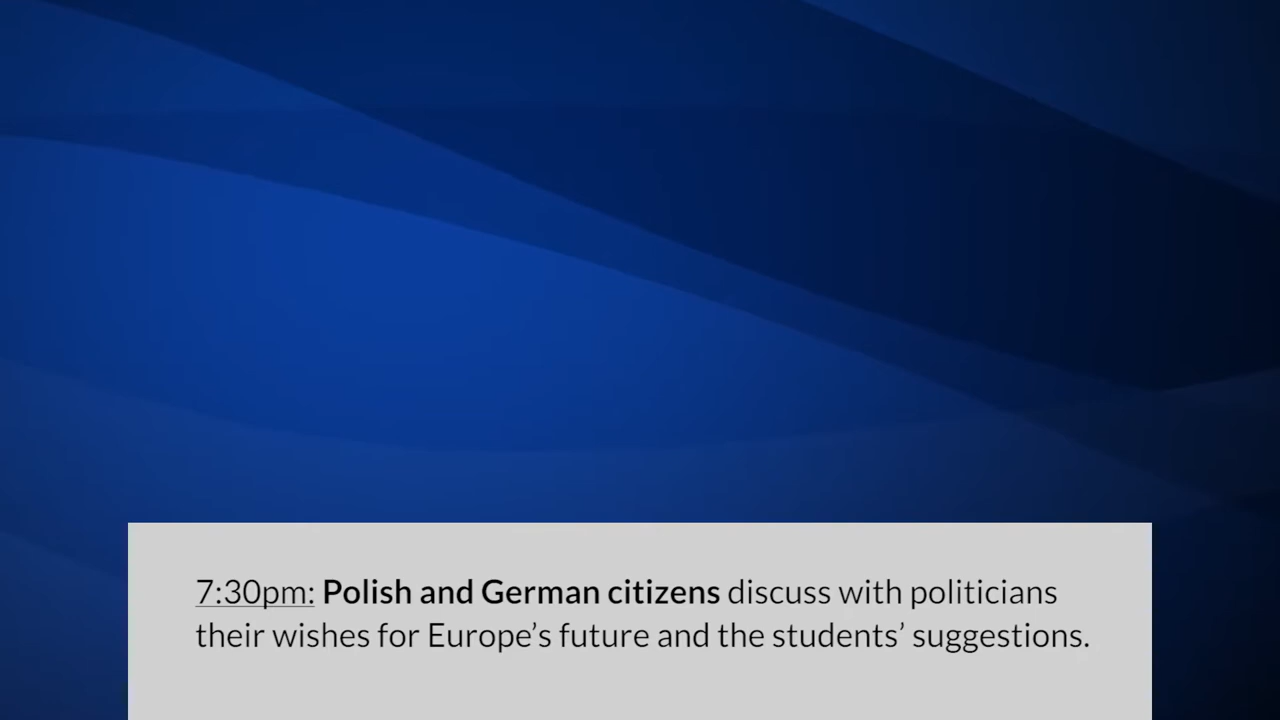 7:30pm: Polish and German citizens discuss with politicians
their wishes for Europe’s future and the students’ suggestions.